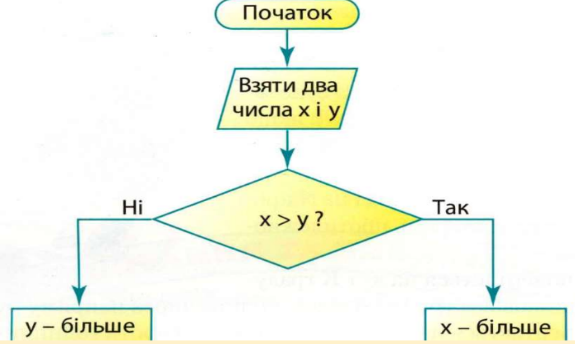 Початок
Взяти два
числа x і y
Ні
x > y ?
Так
y – більше
x – більше